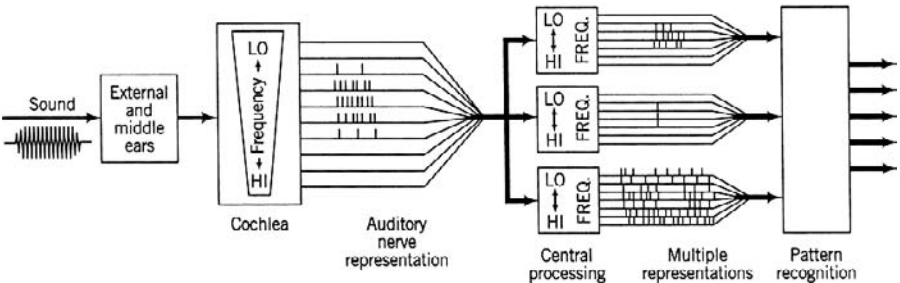 Sound
External
and
middle
ears
LO
Frequency
HI
Cochlea
Auditory
nerve
representation
LO
HI
FREQ.
LO
HI
FREQ.
LO
HI
FREQ.
Central
processing
Multiple
representations
Pattern
recognition